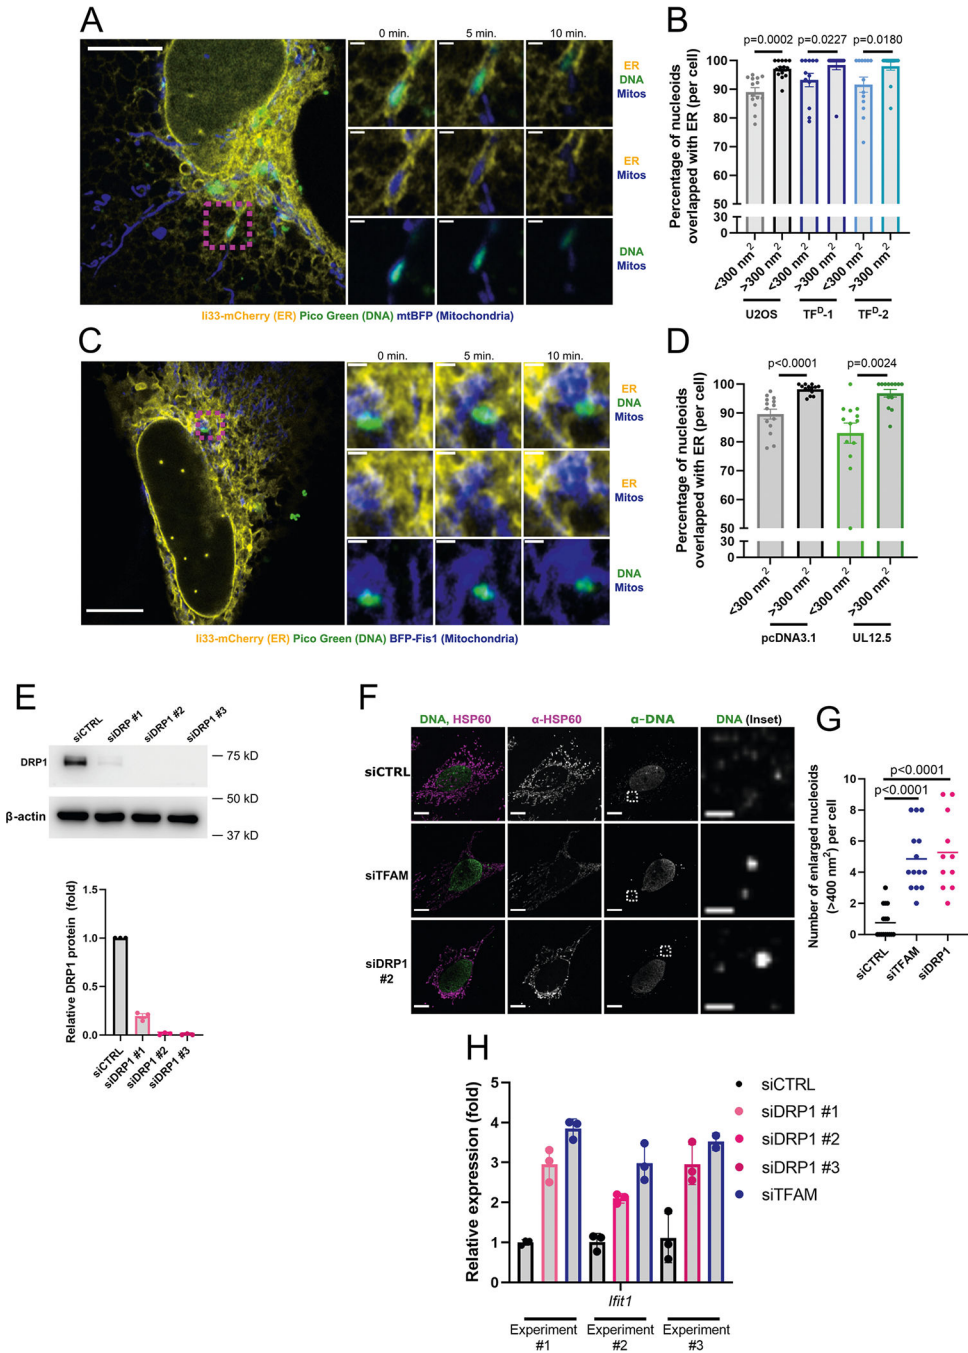 A
0 min.
5 min.
10 min.
ER
DNA
Mitos
ER
Mitos
DNA
Mitos
Ii33-mCherry (ER) Pico Green (DNA) mtBFP (Mitochondria)
B
p=0.0002 p=0.0227 p=0.0180
Percentage of nucleoids
overlapped with ER (per cell)
100
90
80
70
60
50
30
0
<300 nm²
>300 nm²
<300 nm²
>300 nm²
<300 nm²
>300 nm²
U2OS
TFᴰ-1
TFᴰ-2
C
0 min.
5 min.
10 min.
ER
DNA
Mitos
ER
Mitos
DNA
Mitos
Ii33-mCherry (ER) Pico Green (DNA) BFP-Fis1 (Mitochondria)
D
p<0.0001
p=0.0024
Percentage of nucleoids
overlapped with ER (per cell)
100
90
80
70
60
50
30
0
<300 nm²
>300 nm²
<300 nm²
>300 nm²
pcDNA3.1
UL12.5
E
siCTRL
siDRP #1
siDRP1 #2
siDRP1 #3
DRP1
75 kD
50 kD
β-actin
37 kD
Relative DRP1 protein (fold)
1.5
1.0
0.5
0.0
siCTRL
siDRP1 #1
siDRP1 #2
siDRP1 #3
F
DNA, HSP60
α-HSP60
α-DNA
DNA (Inset)
siCTRL
siTFAM
siDRP1
#2
G
p<0.0001
p<0.0001
Number of enlarged nucleoids
(>400 nm²) per cell
10
8
6
4
2
0
siCTRL
siTFAM
siDRP1
H
Relative expression (fold)
5
4
3
2
1
0
Ifit1
Experiment
#1
Experiment
#2
Experiment
#3
siCTRL
siDRP1 #1
siDRP1 #2
siDRP1 #3
siTFAM